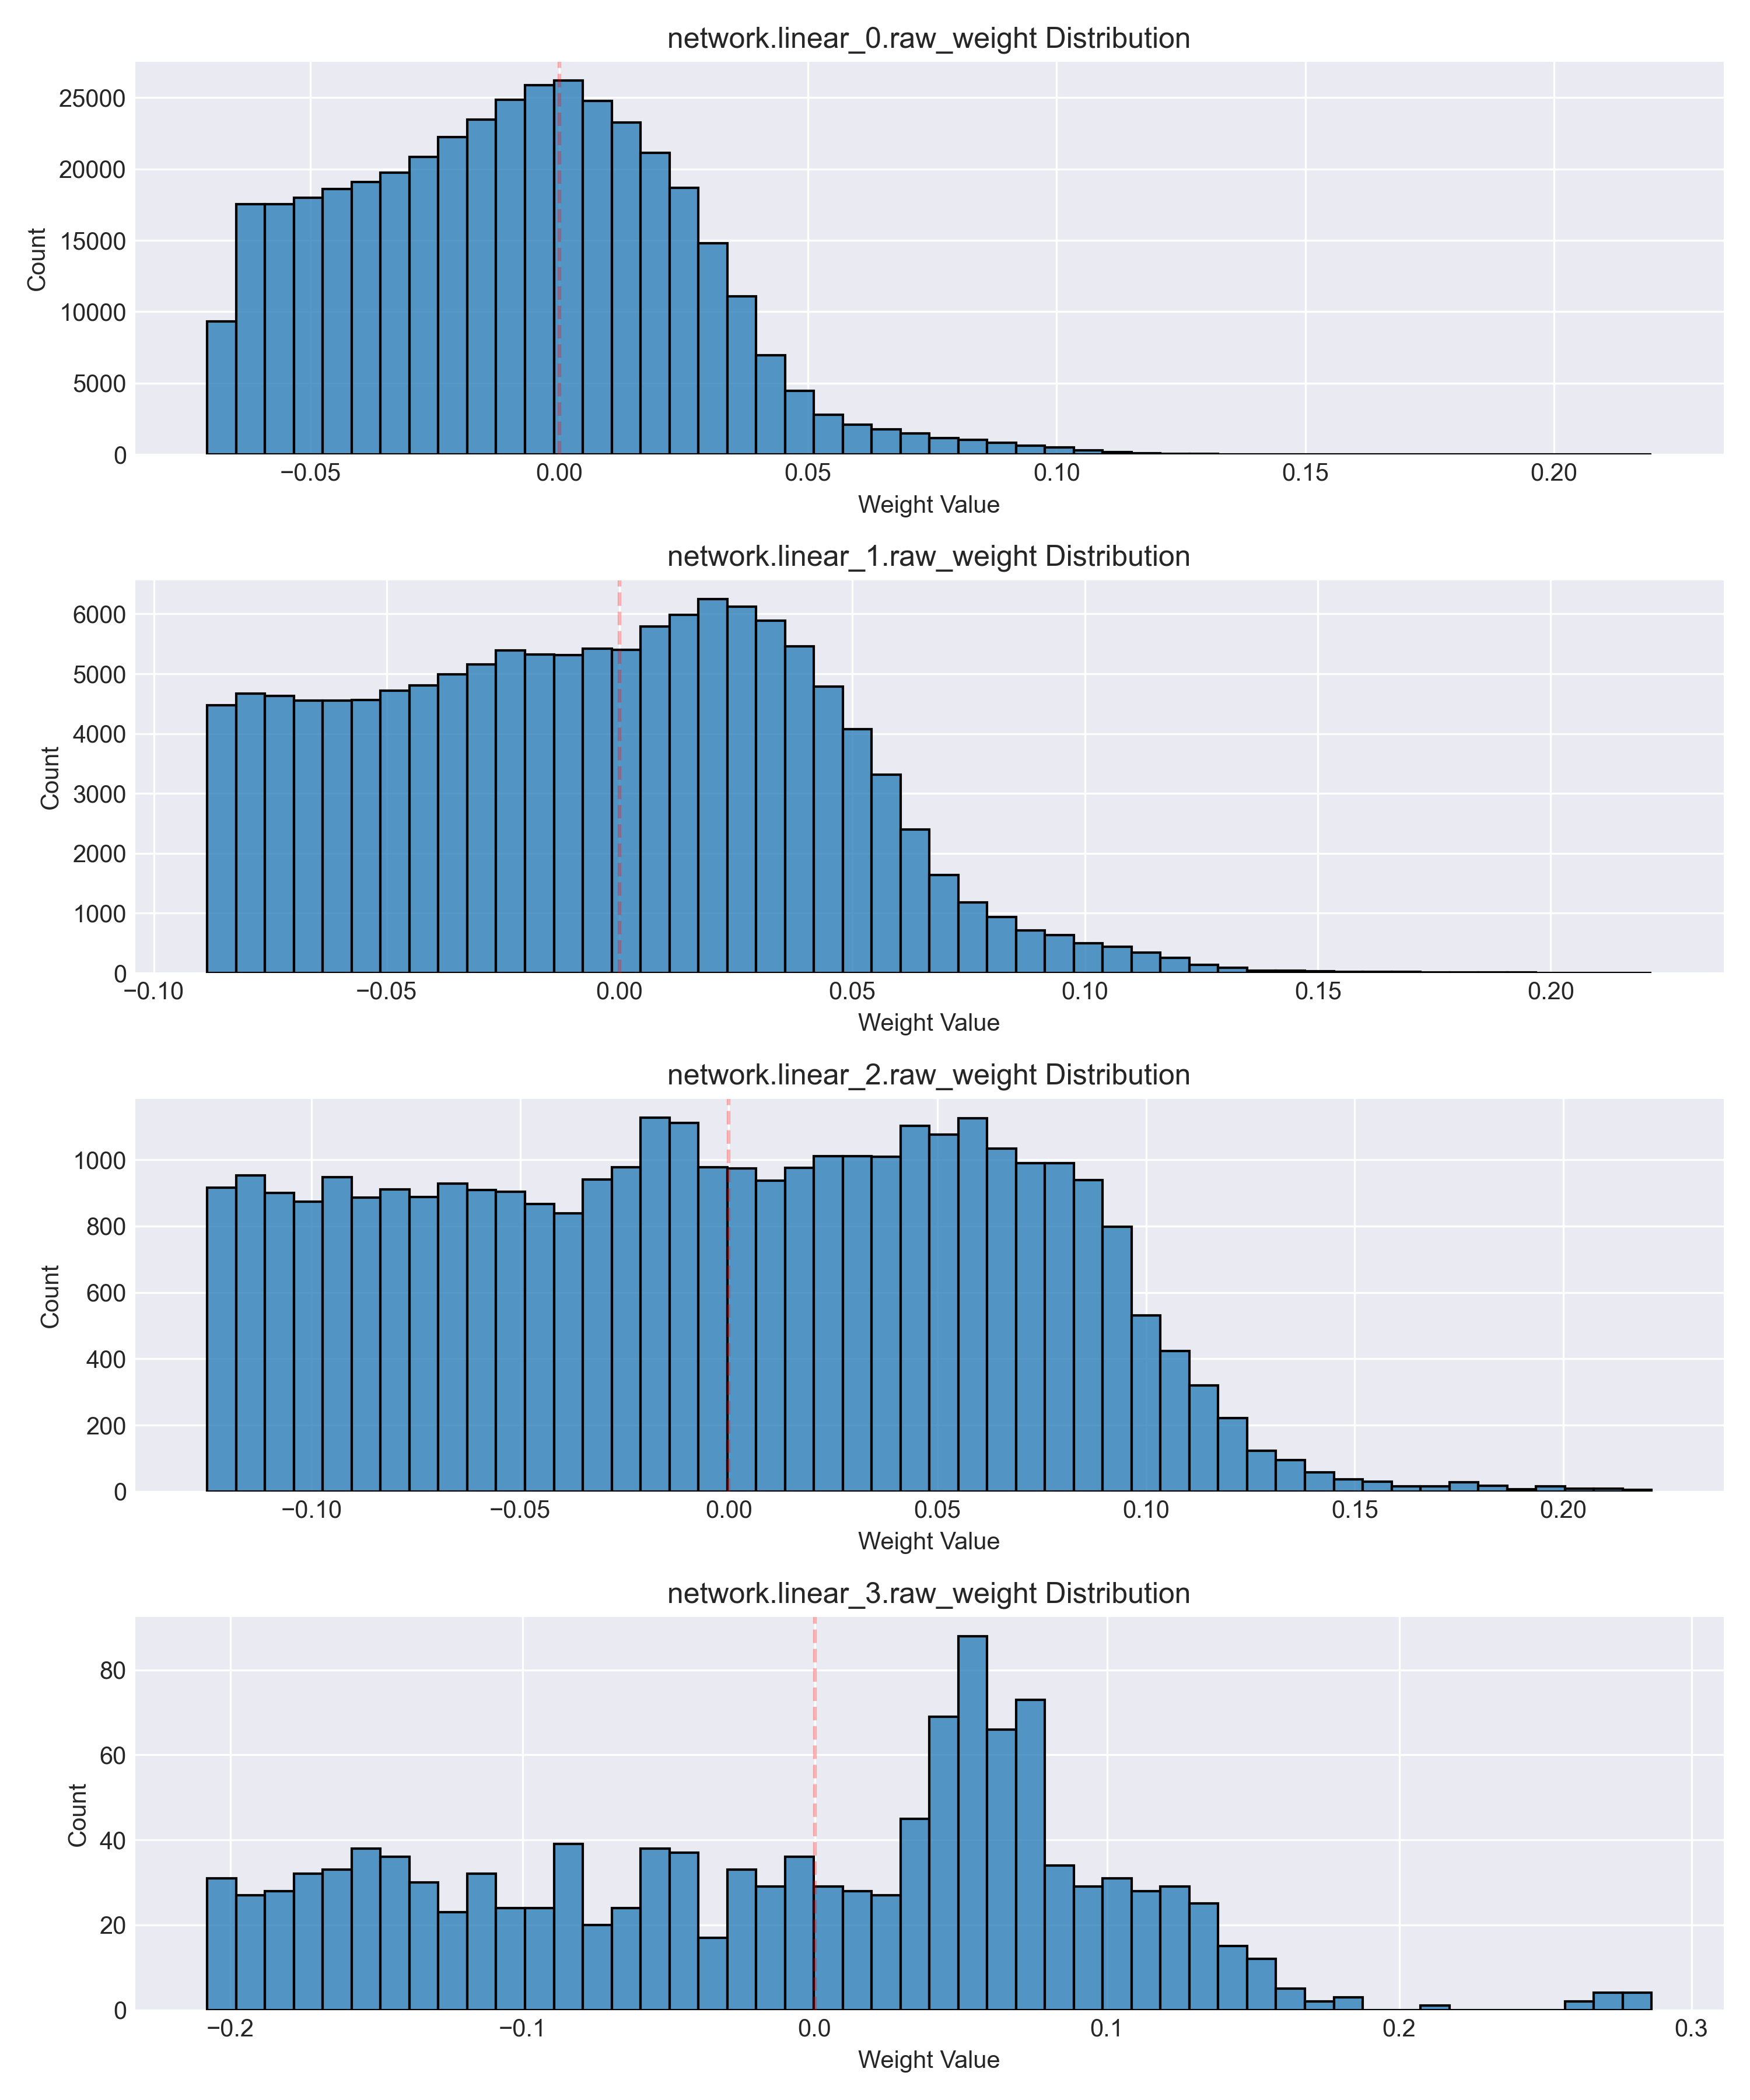 network.linear_0.raw_weight Distribution
25000
20000
15000
10000
5000
0
Count
−0.05 0.00 0.05 0.10 0.15 0.20
Weight Value
network.linear_1.raw_weight Distribution
6000
5000
4000
3000
2000
1000
0
Count
−0.10 −0.05 0.00 0.05 0.10 0.15 0.20
Weight Value
network.linear_2.raw_weight Distribution
1000
800
600
400
200
0
Count
−0.10 −0.05 0.00 0.05 0.10 0.15 0.20
Weight Value
network.linear_3.raw_weight Distribution
80
60
40
20
0
Count
−0.2 −0.1 0.0 0.1 0.2 0.3
Weight Value